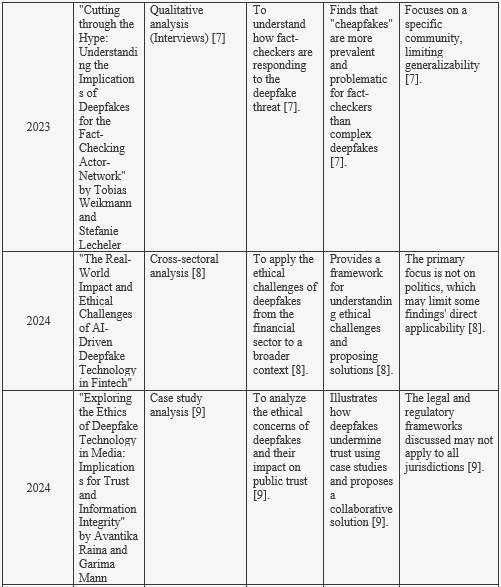 2023
"Cutting
through the
Hype:
Understandi
ng the
Implication
s of
Deepfakes
for the
Fact-
Checking
Actor-
Network"
by Tobias
Weikmann
and
Stefanie
Lecheler
Qualitative
analysis
(Interviews) [7]
To
understand
how fact-
checkers are
responding
to the
deepfake
threat [7].
Finds that
"cheapfakes"
are more
prevalent
and
problematic
for fact-
checkers
than
complex
deepfakes
[7].
Focuses on a
specific
community,
limiting
generalizability
[7].
2024
"The Real-
World
Impact and
Ethical
Challenges
of AI-
Driven
Deepfake
Technology
in Fintech"
Cross-sectoral
analysis [8]
To apply the
ethical
challenges of
deepfakes
from the
financial
sector to a
broader
context [8].
Provides a
framework
for
understandin
g ethical
challenges
and
proposing
solutions [8].
The primary
focus is not on
politics, which
may limit some
findings' direct
applicability [8].
2024
"Exploring
the Ethics
of Deepfake
Technology
in Media:
Implication
s for Trust
and
Information
Integrity"
by Avantika
Raina and
Garima
Mann
Case study
analysis [9]
To analyze
the ethical
concerns of
deepfakes
and their
impact on
public trust
[9].
Illustrates
how
deepfakes
undermine
trust using
case studies
and proposes
a
collaborative
solution [9].
The legal and
regulatory
frameworks
discussed may not
apply to all
jurisdictions [9].